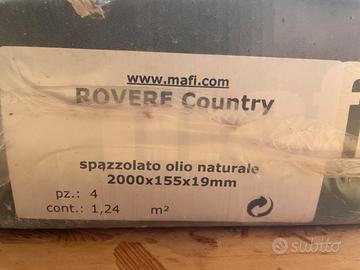 www.mafi.com
ROVERE Country
spazzolato olio naturale
2000x155x19mm
pz.: 4
cont.: 1,24 m²
subito